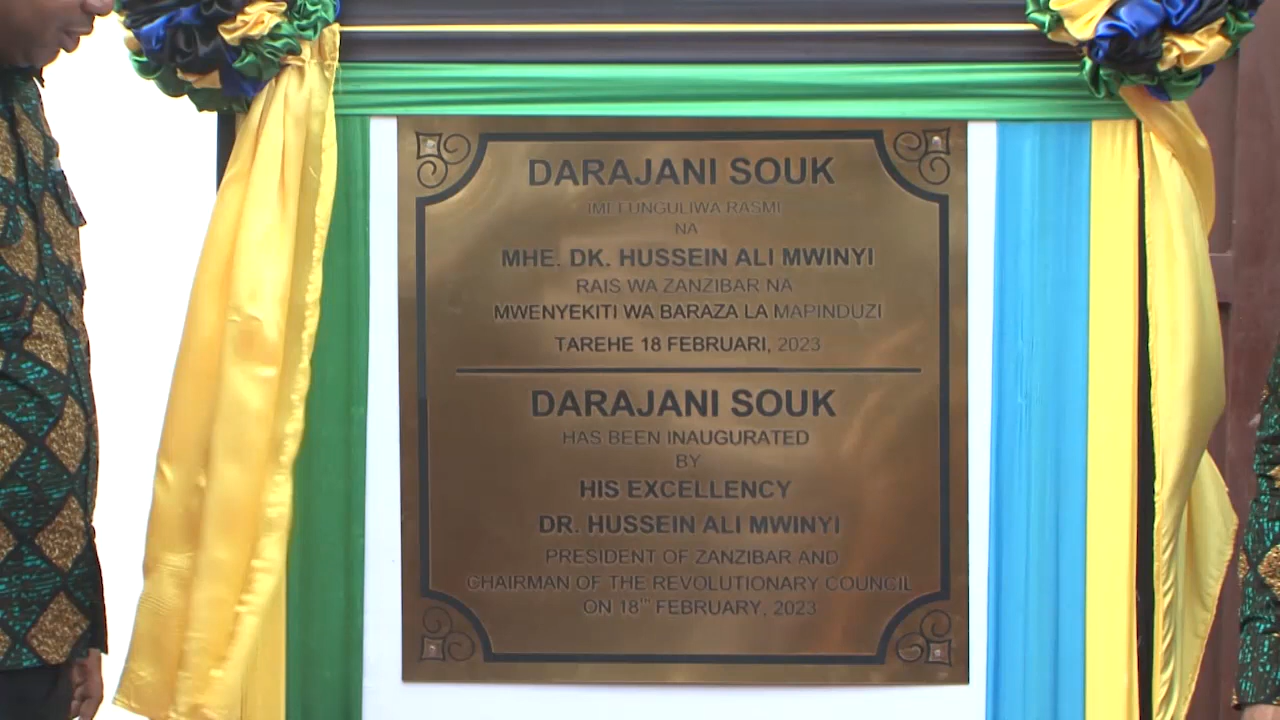 DARAJANI SOUK
IMEFUNGULIWA RASMI
NA
MHE. DK. HUSSEIN ALI MWINYI
RAIS WA ZANZIBAR NA
MWENYEKITI WA BARAZA LA MAPINDUZI
TAREHE 18 FEBRUARI, 2023
DARAJANI SOUK
HAS BEEN INAUGURATED
BY
HIS EXCELLENCY
DR. HUSSEIN ALI MWINYI
PRESIDENT OF ZANZIBAR AND
CHAIRMAN OF THE REVOLUTIONARY COUNCIL
ON 18TH FEBRUARY, 2023